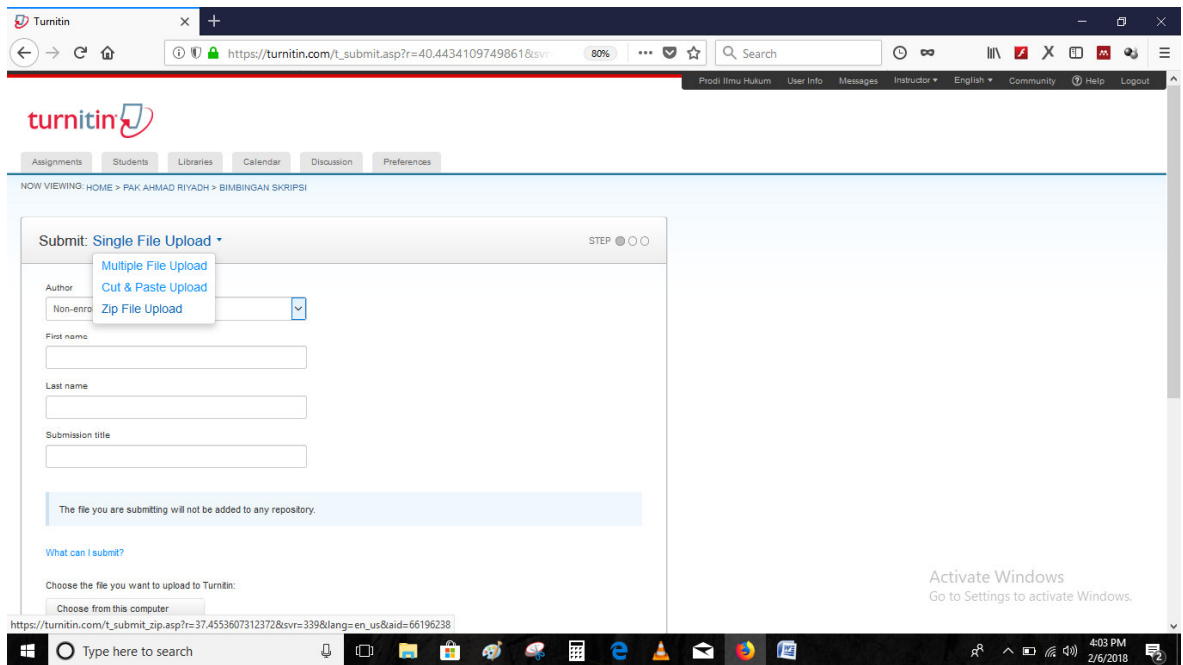 Turnitin
https://turnitin.com/t_submit.asp?r=40.4434109749861&svr
80%
Search
Prodi Ilmu Hukum User Info Messages Instructor English Community Help Logout
turnitin
Assignments Students Libraries Calendar Discussion Preferences
NOW VIEWING: HOME > PAK AHMAD RIYADH > BIMBINGAN SKRIPSI
Submit: Single File Upload STEP
Multiple File Upload
Author
Cut & Paste Upload
Non-enro
Zip File Upload
First name
Last name
Submission title
The file you are submitting will not be added to any repository.
What can I submit?
Choose the file you want to upload to Turnitin:
Choose from this computer
Activate Windows
Go to Settings to activate Windows.
https://turnitin.com/t_submit_zip.asp?r=37.4553607312372&svr=339&lang=en_us&aid=66196238
Type here to search
4:03 PM
2/6/2018
2